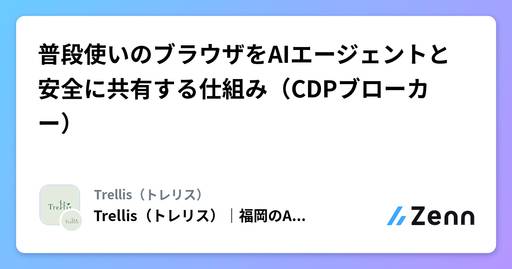 普段使いのブラウザをAIエージェントと
安全に共有する仕組み（CDPブローカ
ー）
Trellis（トレリス）
Trellis（トレリス）｜福岡のA...
Trellis
Zenn